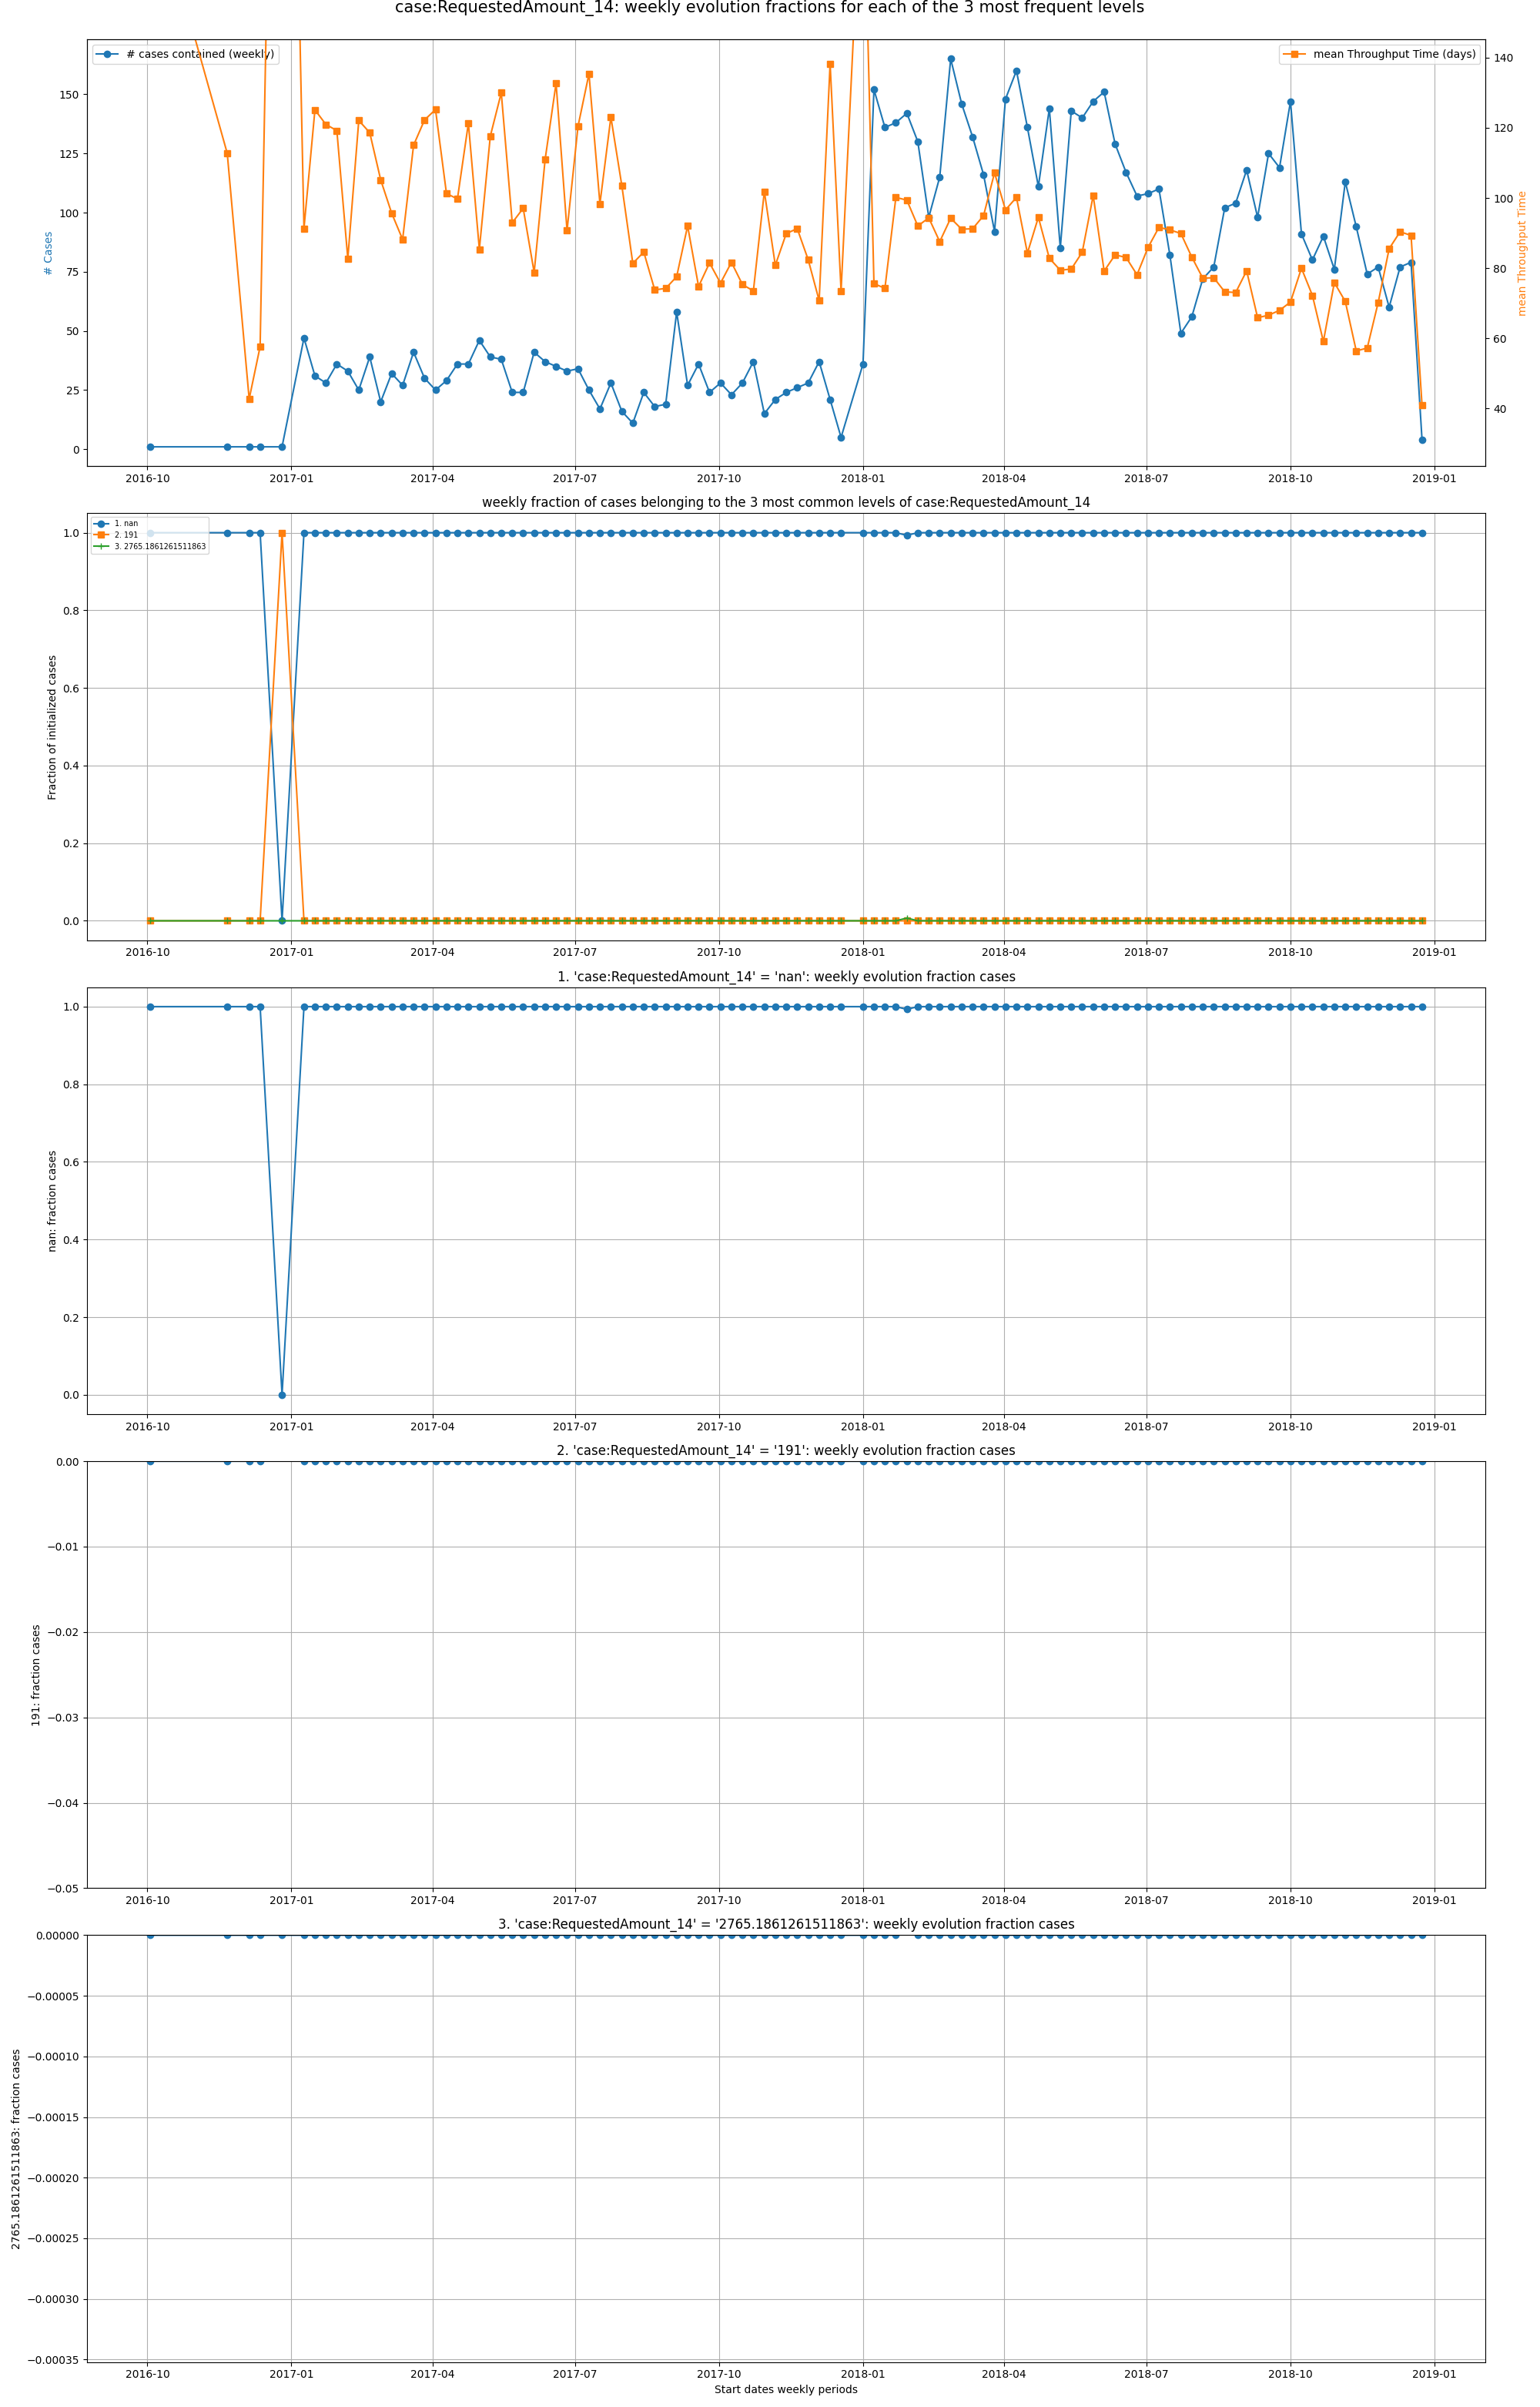 case:RequestedAmount_14: weekly evolution fractions for each of the 3 most frequent levels
# cases contained (weekly)
mean Throughput Time (days)
# Cases
mean Throughput Time
150
125
100
75
50
25
0
140
120
100
80
60
40
2016-10 2017-01 2017-04 2017-07 2017-10 2018-01 2018-04 2018-07 2018-10 2019-01
weekly fraction of cases belonging to the 3 most common levels of case:RequestedAmount_14
1. nan
2. 191
3. 2765.1861261511863
Fraction of initialized cases
1.0
0.8
0.6
0.4
0.2
0.0
2016-10 2017-01 2017-04 2017-07 2017-10 2018-01 2018-04 2018-07 2018-10 2019-01
1. 'case:RequestedAmount_14' = 'nan': weekly evolution fraction cases
nan: fraction cases
1.0
0.8
0.6
0.4
0.2
0.0
2016-10 2017-01 2017-04 2017-07 2017-10 2018-01 2018-04 2018-07 2018-10 2019-01
2. 'case:RequestedAmount_14' = '191': weekly evolution fraction cases
191: fraction cases
0.00
−0.01
−0.02
−0.03
−0.04
−0.05
2016-10 2017-01 2017-04 2017-07 2017-10 2018-01 2018-04 2018-07 2018-10 2019-01
3. 'case:RequestedAmount_14' = '2765.1861261511863': weekly evolution fraction cases
2765.1861261511863: fraction cases
0.00000
−0.00005
−0.00010
−0.00015
−0.00020
−0.00025
−0.00030
−0.00035
2016-10 2017-01 2017-04 2017-07 2017-10 2018-01 2018-04 2018-07 2018-10 2019-01
Start dates weekly periods